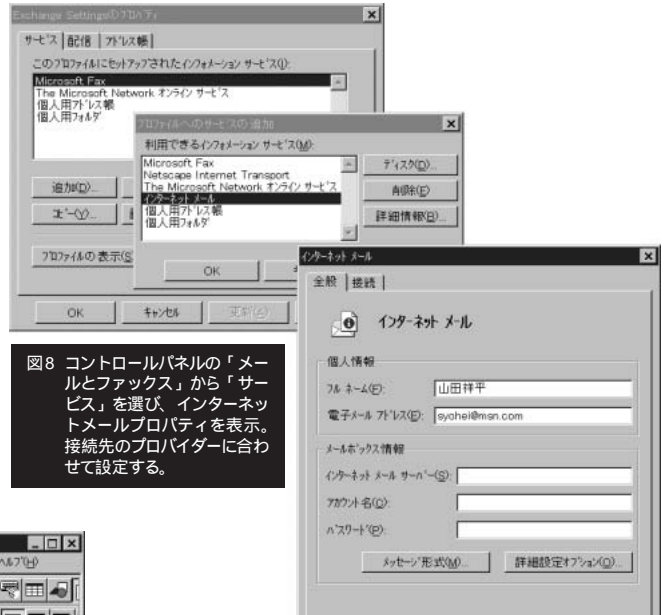 Exchange Settingsのプロパティ
サービス 配信 アドレス帳
このプロファイルにセットアップされたインフォメーション サービス(I):
Microsoft Fax
The Microsoft Network オンライン サービス
個人用アドレス帳
個人用フォルダ
追加(D)...
コピー(Y)...
プロファイルの表示(S
OK
キャンセル
更新(A)
プロファイルへのサービスの追加
利用できるインフォメーション サービス(M):
Microsoft Fax
Netscape Internet Transport
The Microsoft Network オンライン サービス
インターネット メール
個人用アドレス帳
個人用フォルダ
ディスク(D)...
削除(E)
詳細情報(B)...
OK
インターネット メール
全般 接続
インターネット メール
個人情報
フル ネーム(F): 山田祥平
電子メール アドレス(E): syohei@msn.com
メールボックス情報
インターネット メール サーバー(S):
アカウント名(C):
パスワード(P):
メッセージ形式(M)...
詳細設定オプション(O)...
図8 コントロールパネルの「メー
ルとファックス」から「サー
ビス」を選び、インターネッ
トメールプロパティを表示。
接続先のプロバイダーに合わ
せて設定する。
ヘルプ(H)